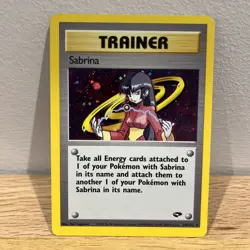 TRAINER
Sabrina
Take all Energy cards attached to
1 of your Pokémon with Sabrina
in its name and attach them to
another 1 of your Pokémon with
Sabrina in its name.